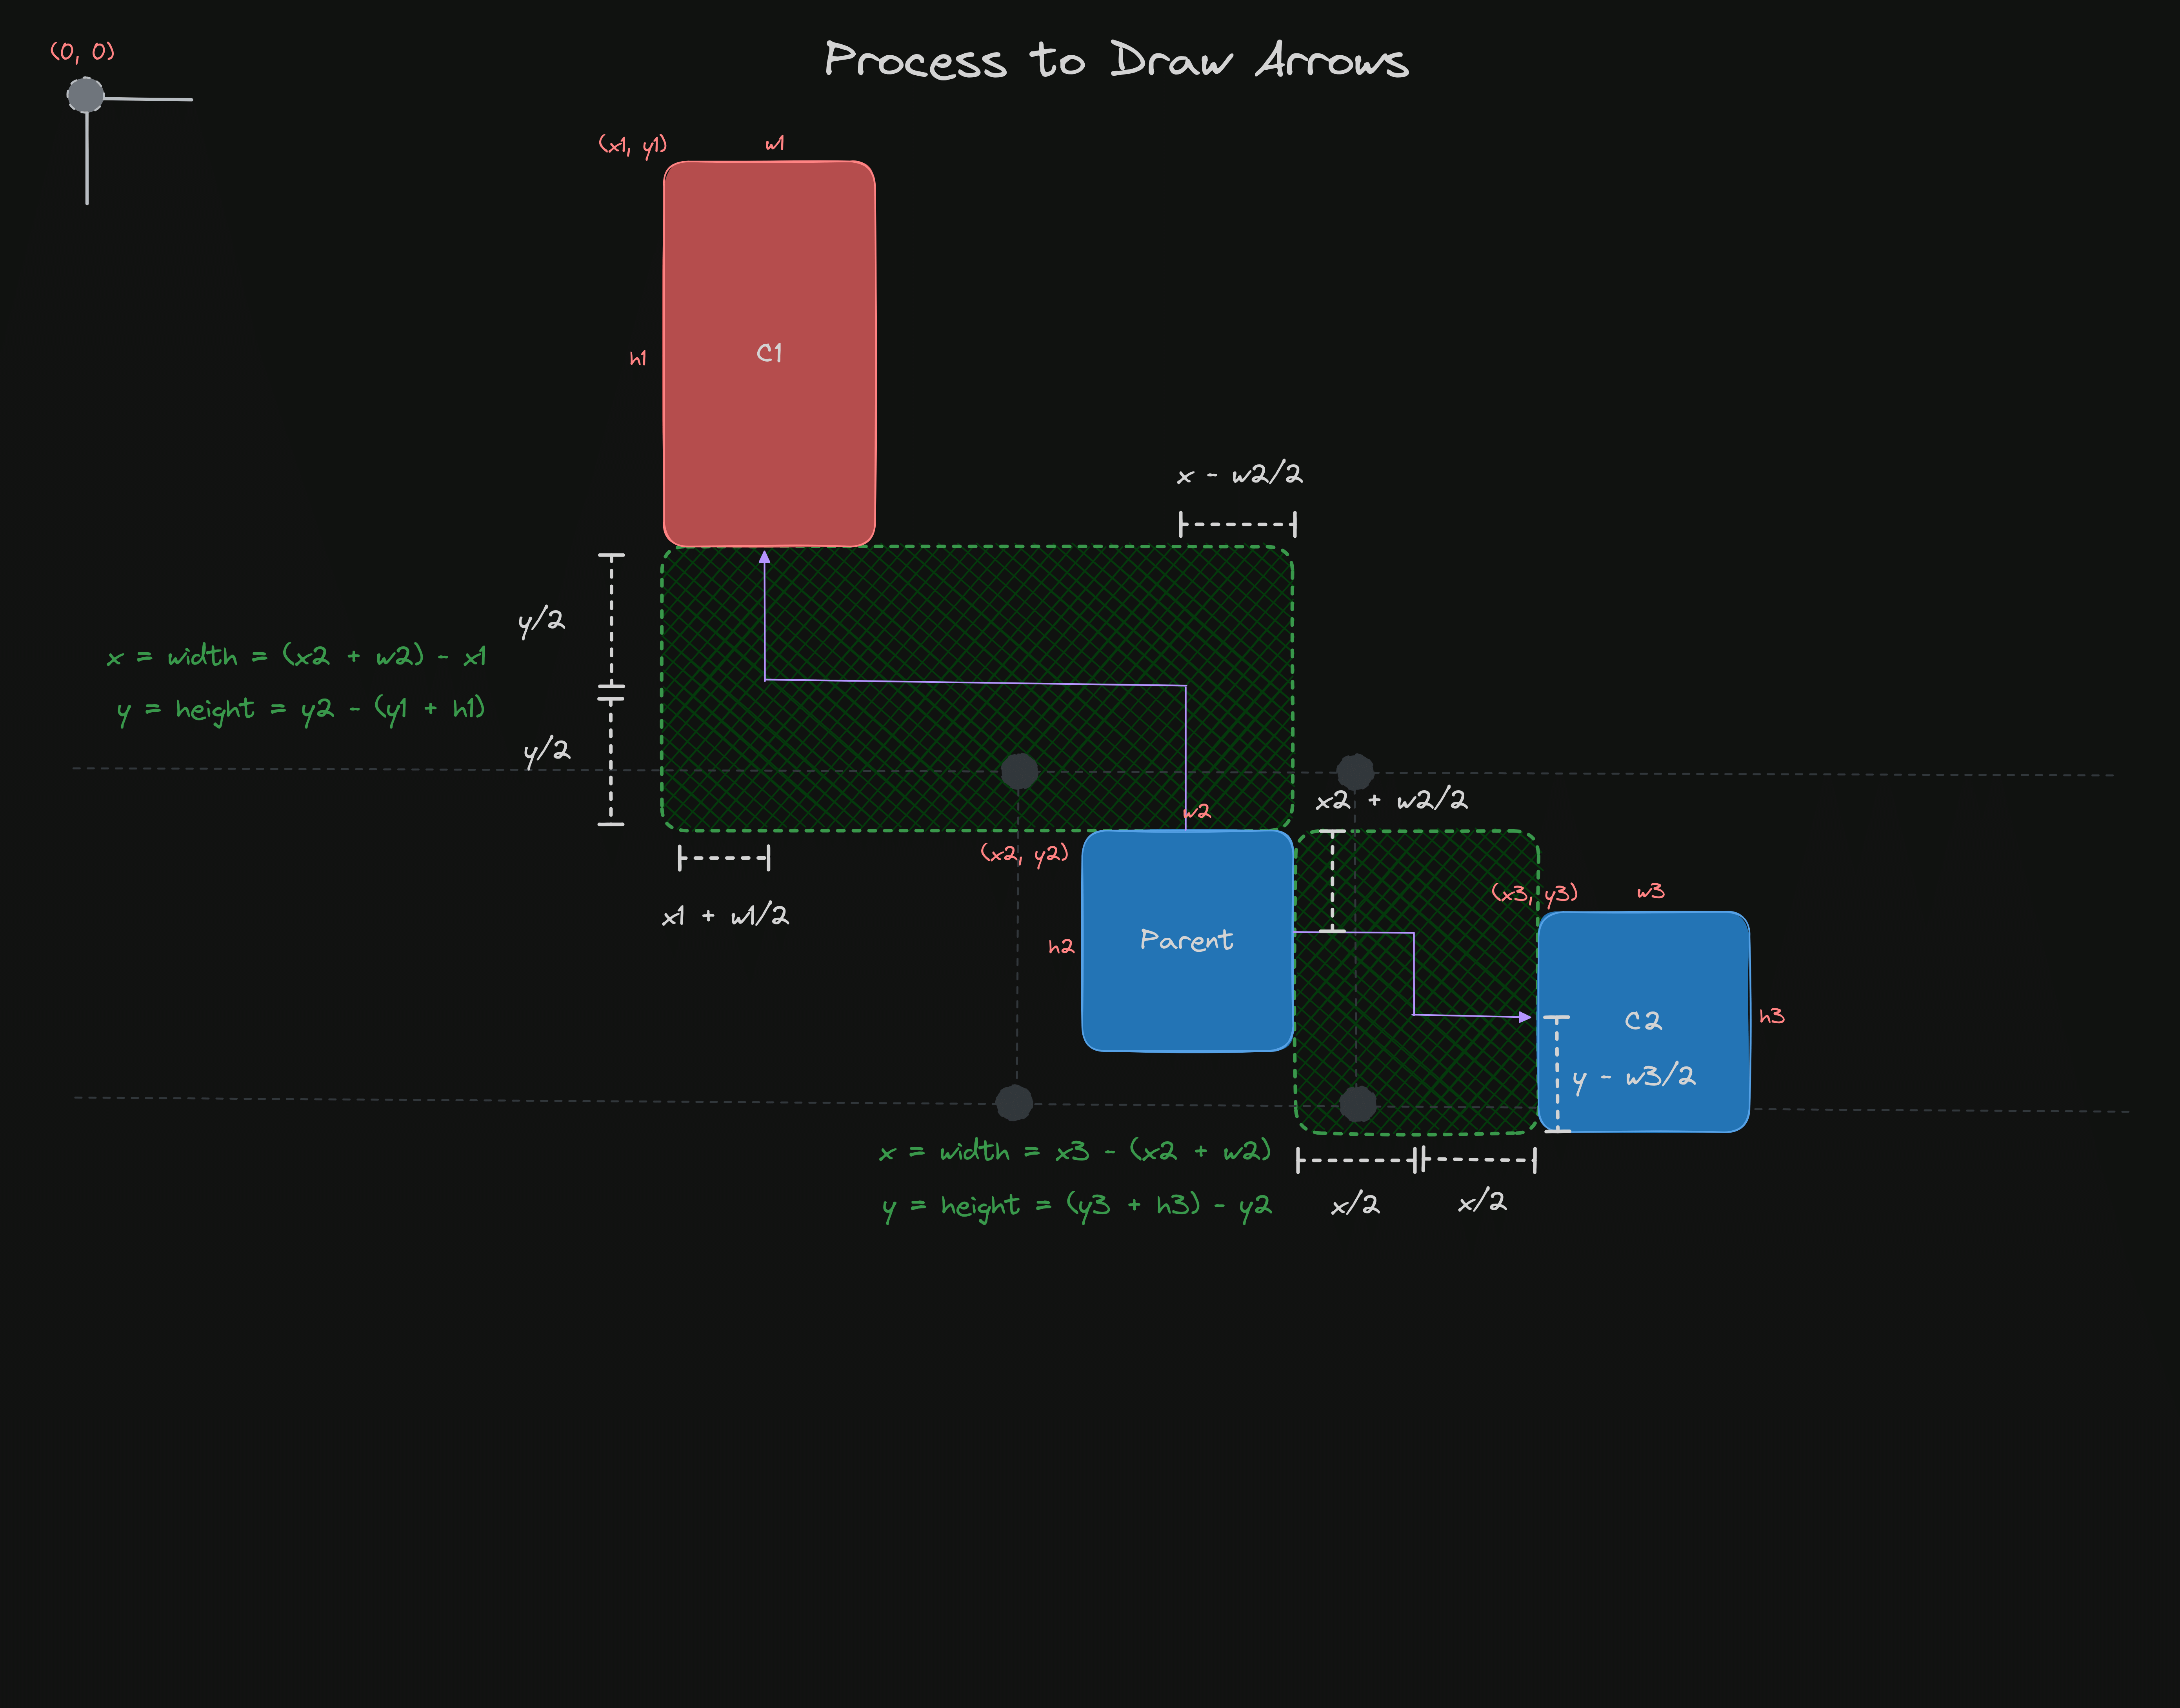 (0, 0)
Process to Draw Arrows
(x1, y1)
w1
h1
C1
x - w2/2
y/2
x = width = (x2 + w2) - x1
y = height = y2 - (y1 + h1)
y/2
x2 + w2/2
w2
(x2, y2)
(x3, y3)
w3
x1 + w1/2
h2
Parent
C2
h3
y - w3/2
x = width = x3 - (x2 + w2)
y = height = (y3 + h3) - y2
x/2
x/2